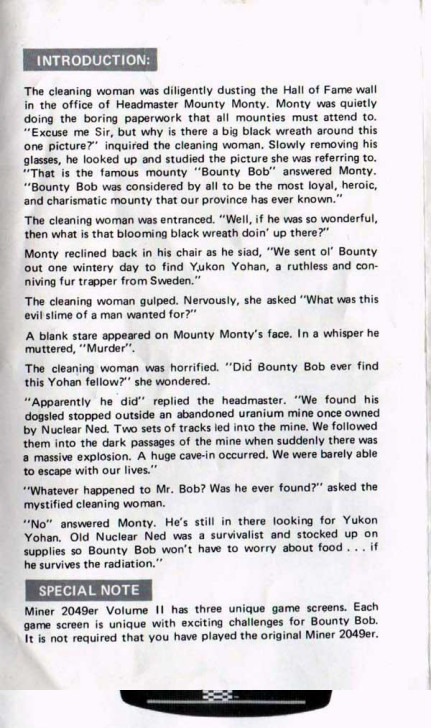 INTRODUCTION:
The cleaning woman was diligently dusting the Hall of Fame wall
in the office of Headmaster Mounty Monty. Monty was quietly
doing the boring paperwork that all mounties must attend to.
"Excuse me Sir, but why is there a big black wreath around this
one picture?" inquired the cleaning woman. Slowly removing his
glasses, he looked up and studied the picture she was referring to.
"That is the famous mounty "Bounty Bob" answered Monty.
"Bounty Bob was considered by all to be the most loyal, heroic,
and charismatic mounty that our province has ever known."
The cleaning woman was entranced. "Well, if he was so wonderful,
then what is that blooming black wreath doin' up there?"
Monty reclined back in his chair as he siad, "We sent ol' Bounty
out one wintery day to find Yukon Yohan, a ruthless and con-
niving fur trapper from Sweden."
The cleaning woman gulped. Nervously, she asked "What was this
evil slime of a man wanted for?"
A blank stare appeared on Mounty Monty's face. In a whisper he
muttered, "Murder".
The cleaning woman was horrified. "Did Bounty Bob ever find
this Yohan fellow?" she wondered.
"Apparently he did" replied the headmaster. "We found his
dogsled stopped outside an abandoned uranium mine once owned
by Nuclear Ned. Two sets of tracks led into the mine. We followed
them into the dark passages of the mine when suddenly there was
a massive explosion. A huge cave-in occurred. We were barely able
to escape with our lives."
"Whatever happened to Mr. Bob? Was he ever found?" asked the
mystified cleaning woman.
"No" answered Monty. He's still in there looking for Yukon
Yohan. Old Nuclear Ned was a survivalist and stocked up on
supplies so Bounty Bob won't have to worry about food . . . if
he survives the radiation."
SPECIAL NOTE
Miner 2049er Volume II has three unique game screens. Each
game screen is unique with exciting challenges for Bounty Bob.
It is not required that you have played the original Miner 2049er.